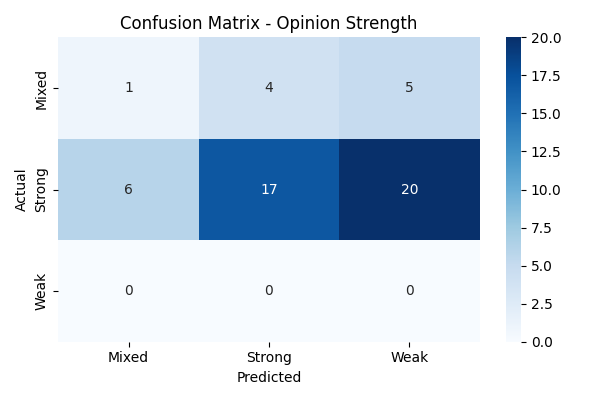 Confusion Matrix - Opinion Strength
Mixed 1 4 5
Strong 6 17 20
Weak 0 0 0
Actual
Mixed Strong Weak
Predicted
20.0
17.5
15.0
12.5
10.0
7.5
5.0
2.5
0.0